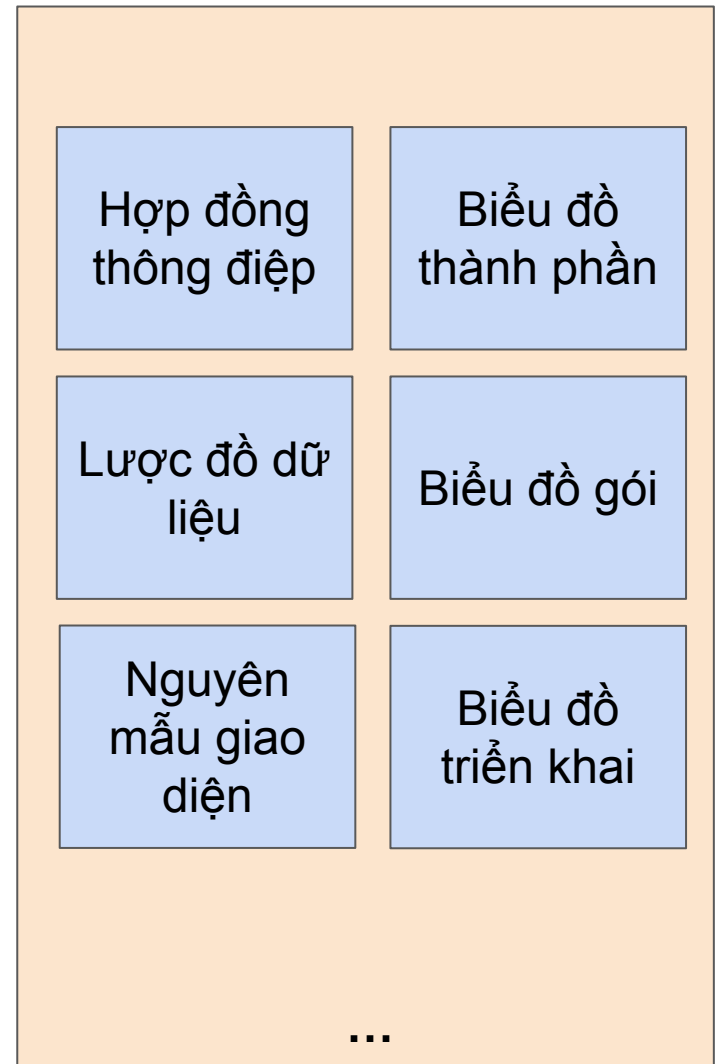 Hợp đồng
thông điệp
Biểu đồ
thành phần
Lược đồ dữ
liệu
Biểu đồ gói
Nguyên
mẫu giao
diện
Biểu đồ
triển khai
...